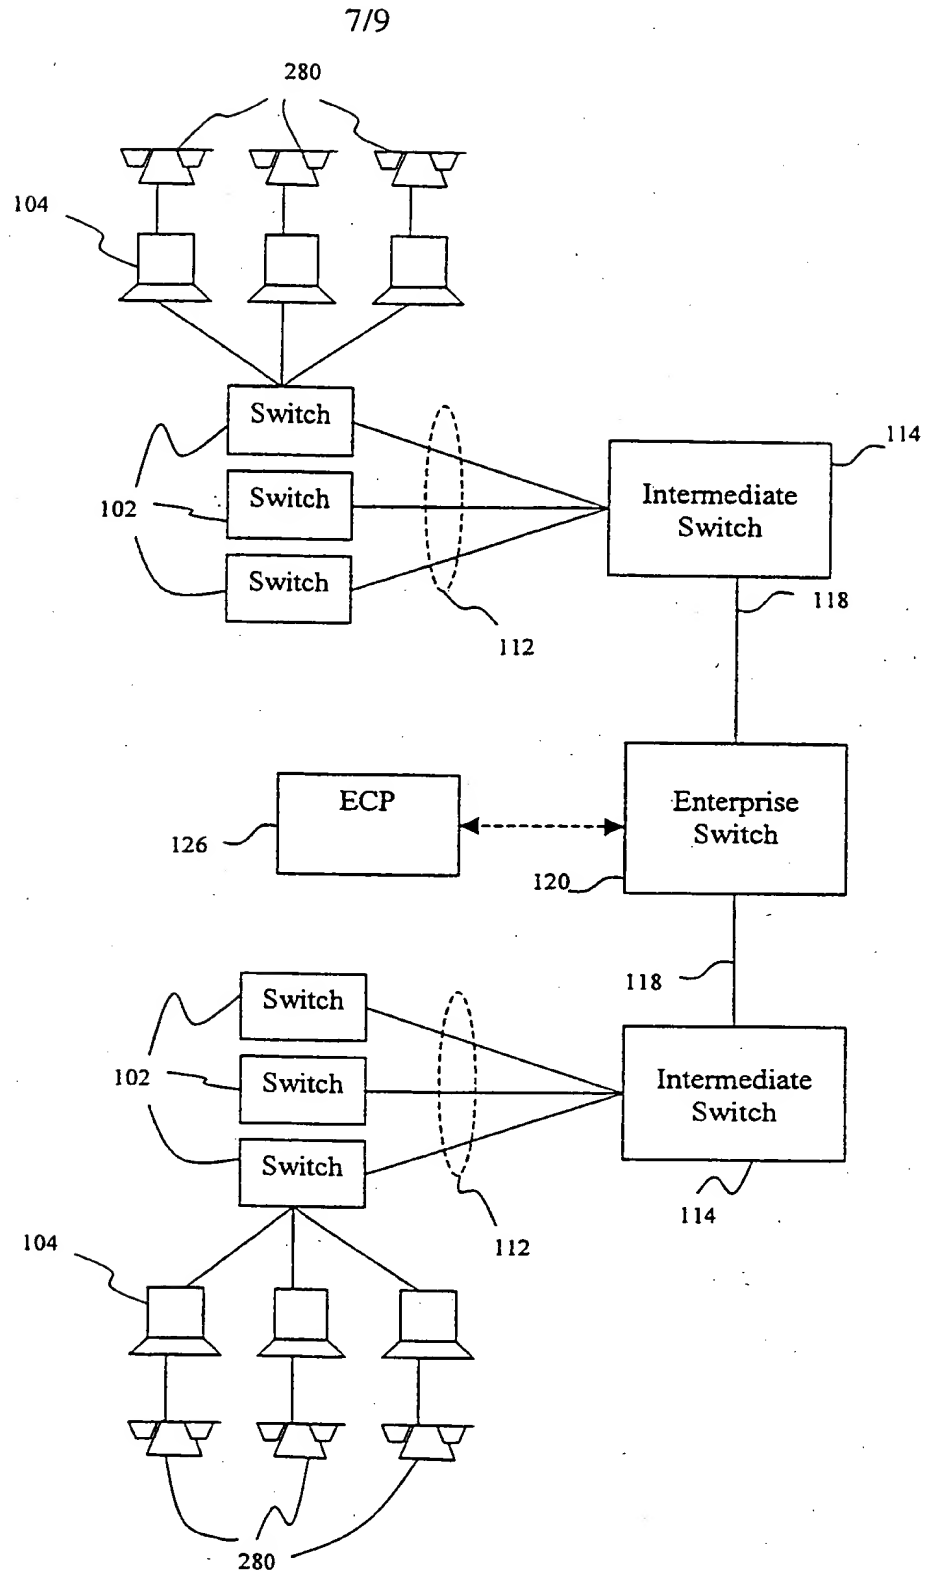 7/9
280
104
Switch
114
Intermediate
Switch
Switch
102
Switch
118
112
ECP
Enterprise
Switch
126
120
118
Switch
Intermediate
Switch
102
Switch
Switch
114
104
112
280